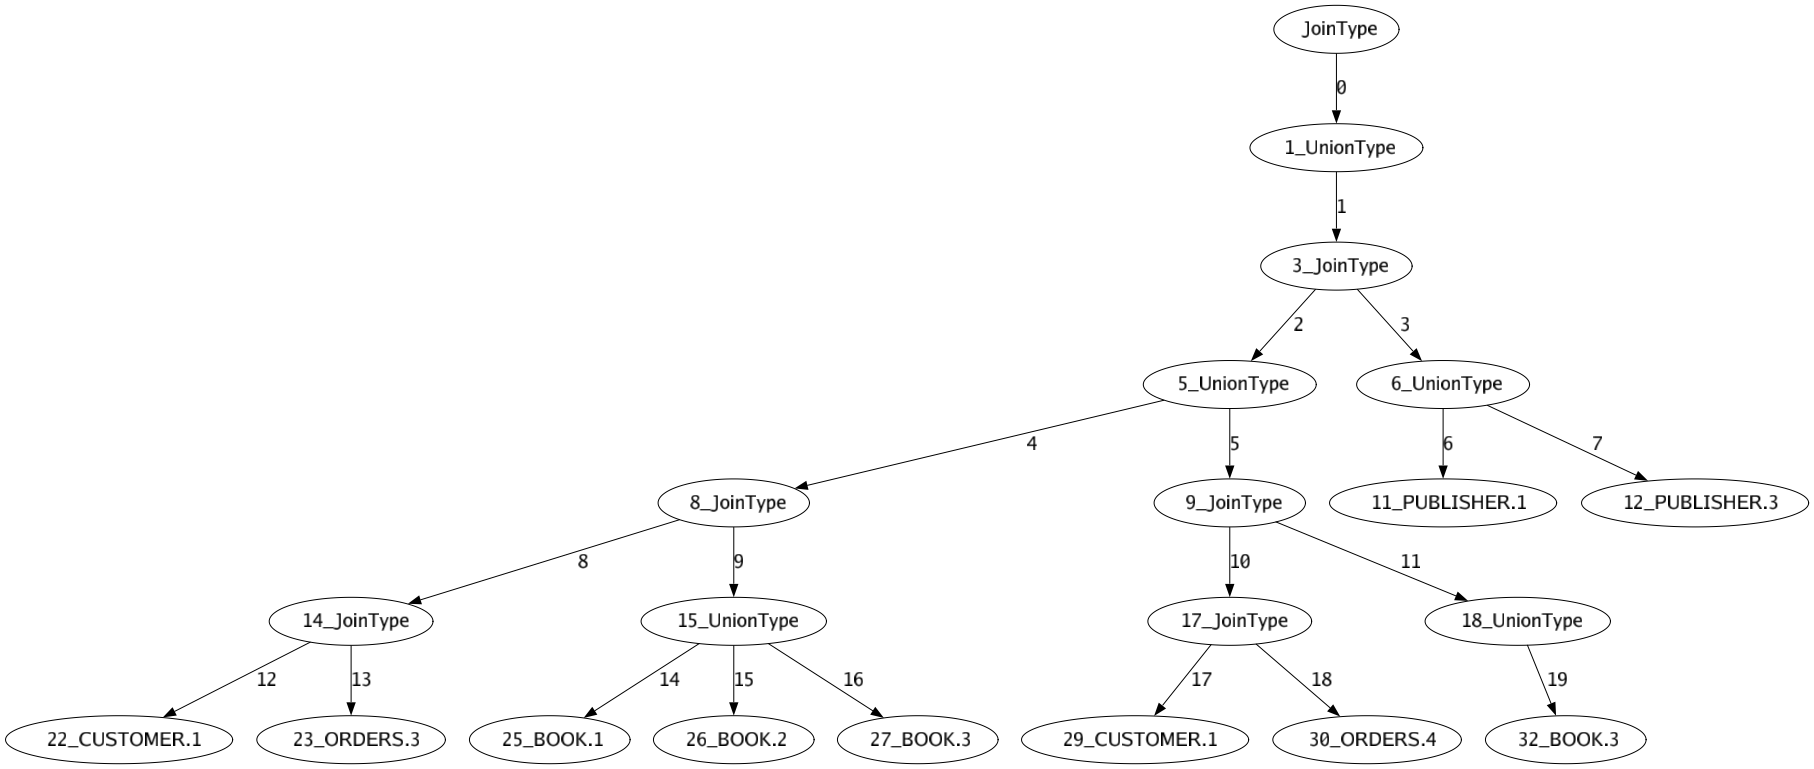 JoinType
0
1_UnionType
1
3_JoinType
2 3
5_UnionType 6_UnionType
4 5 6 7
8_JoinType 9_JoinType 11_PUBLISHER.1 12_PUBLISHER.3
8 9 10 11
14_JoinType 15_UnionType 17_JoinType 18_UnionType
12 13 14 15 16 17 18 19
22_CUSTOMER.1 23_ORDERS.3 25_BOOK.1 26_BOOK.2 27_BOOK.3 29_CUSTOMER.1 30_ORDERS.4 32_BOOK.3